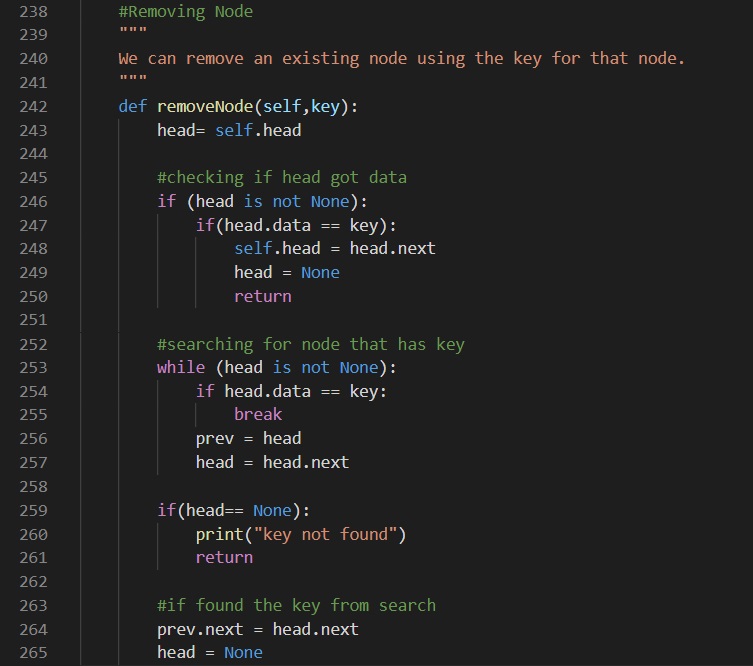 238 #Removing Node
239 """
240 We can remove an existing node using the key for that node.
241 """
242 def removeNode(self,key):
243 head= self.head
244
245 #checking if head got data
246 if (head is not None):
247 if(head.data == key):
248 self.head = head.next
249 head = None
250 return
251
252 #searching for node that has key
253 while (head is not None):
254 if head.data == key:
255 break
256 prev = head
257 head = head.next
258
259 if(head== None):
260 print("key not found")
261 return
262
263 #if found the key from search
264 prev.next = head.next
265 head = None